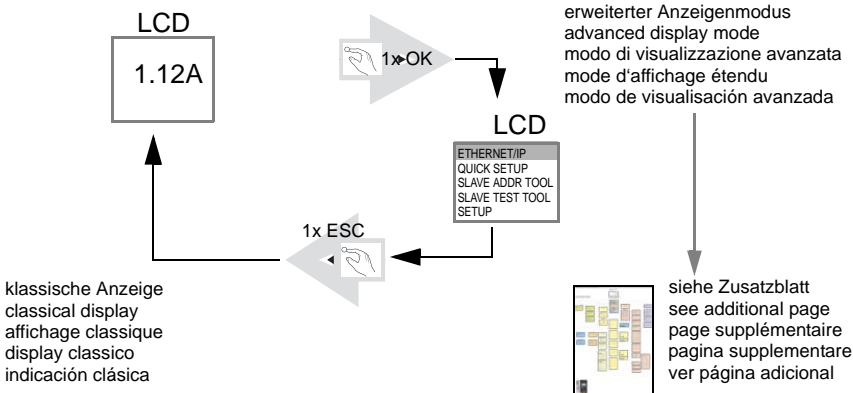 LCD
1.12A
1x OK
erweiterter Anzeigenmodus
advanced display mode
modo di visualizzazione avanzata
mode d‘affichage étendu
modo de visualisación avanzada
LCD
ETHERNET/IP
QUICK SETUP
SLAVE ADDR TOOL
SLAVE TEST TOOL
SETUP
1x ESC
klassische Anzeige
classical display
affichage classique
display classico
indicación clásica
siehe Zusatzblatt
see additional page
page supplémentaire
pagina supplementare
ver página adicional